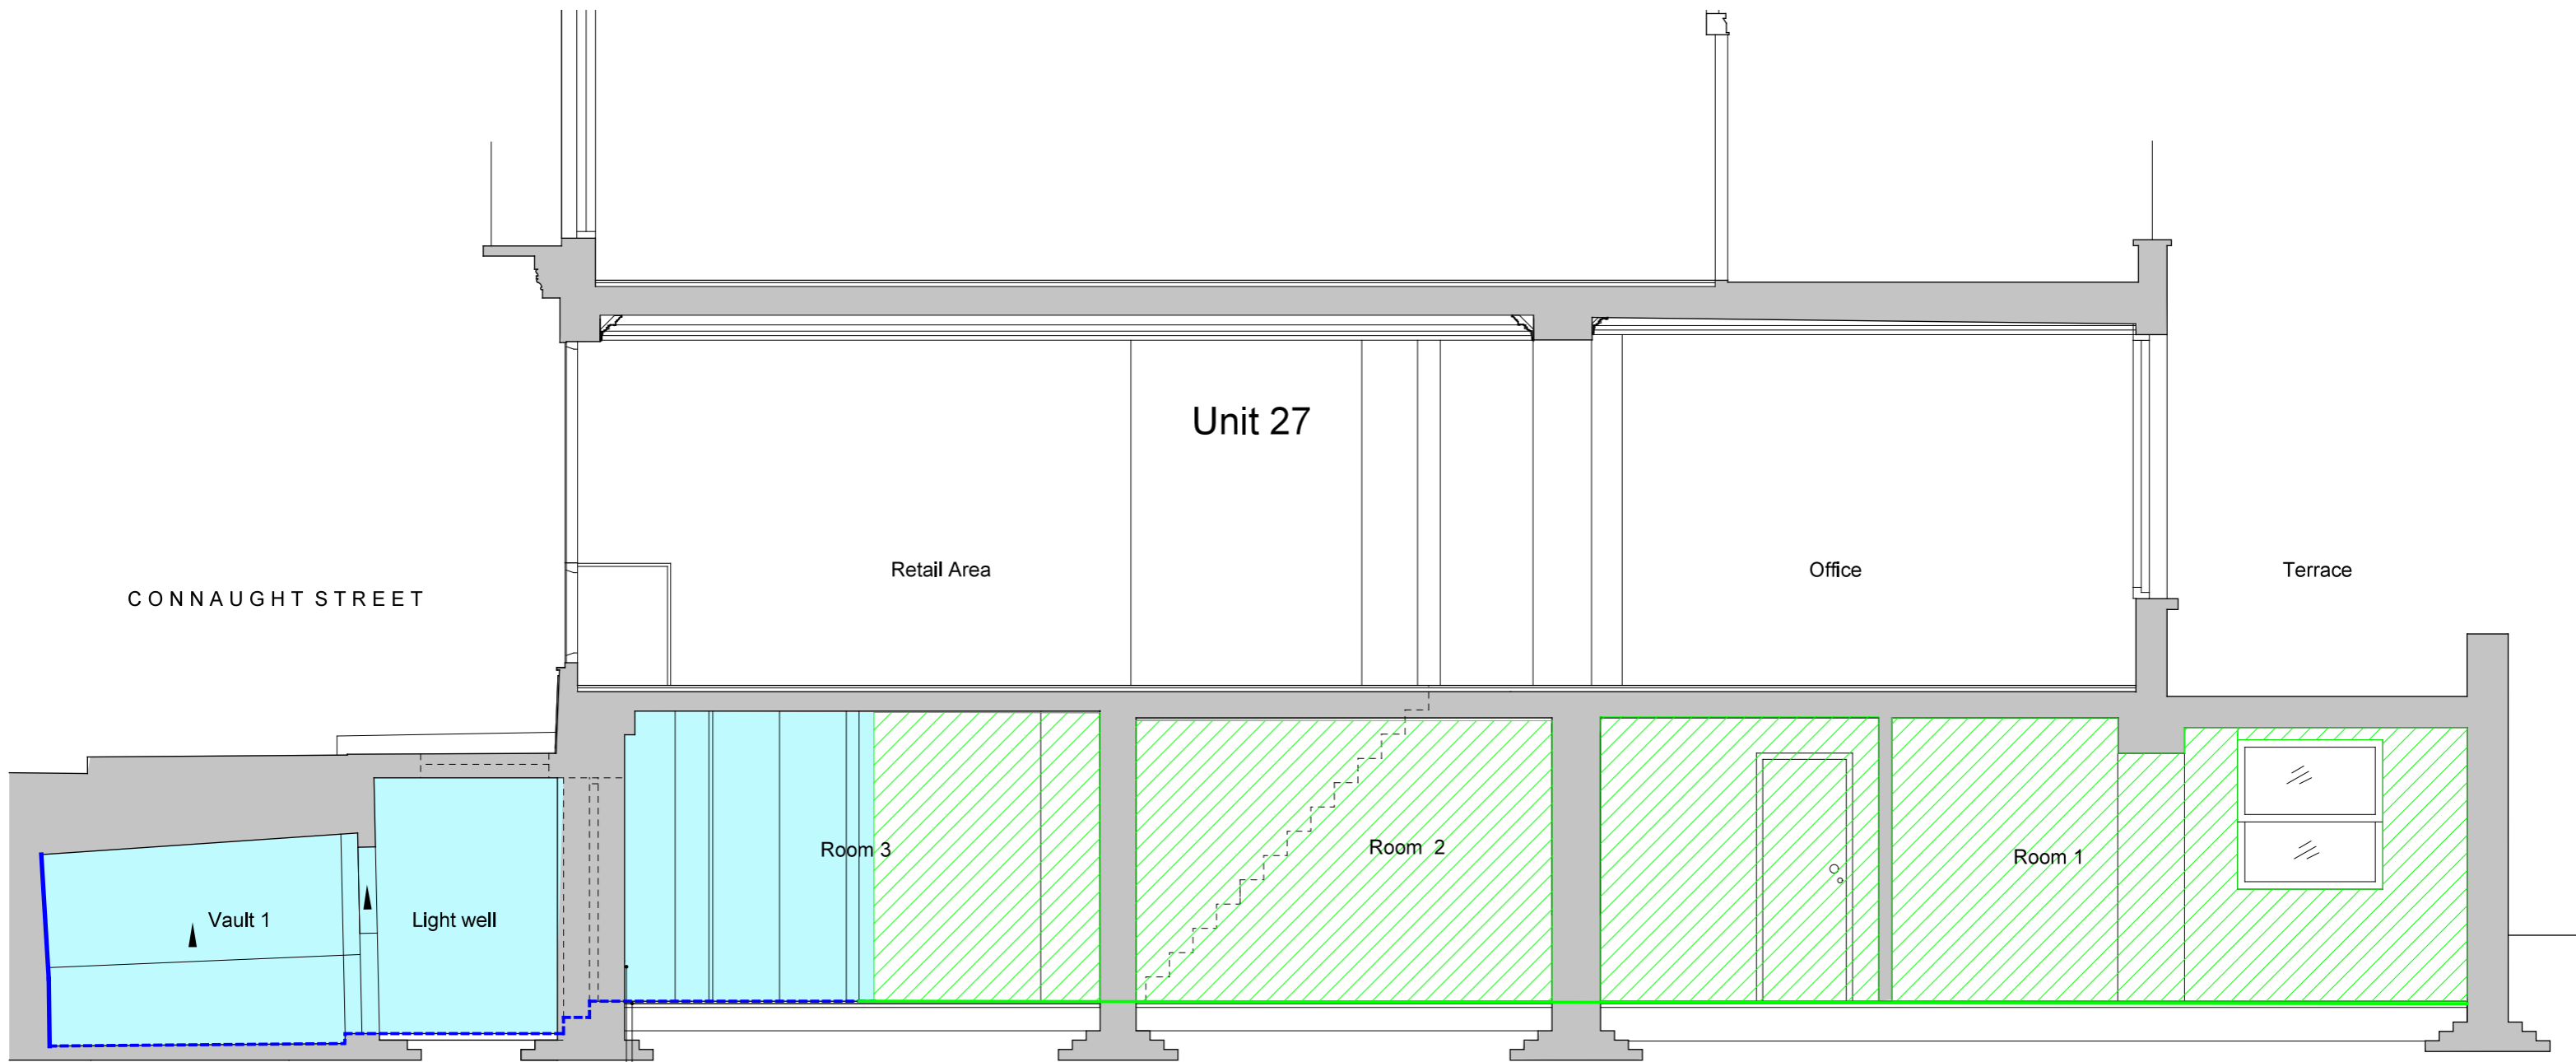 Unit 27
Retail Area
Office
Terrace
CONNAUGHT STREET
Room 3
Room 2
Room 1
Vault 1
Light well